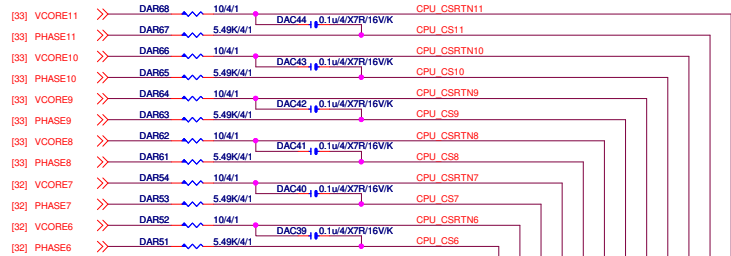 [33] VCORE11 DAR68 10/4/1 CPU_CSRTN11
DAC44 0.1u/4/X7R/16V/K
[33] PHASE11 DAR67 5.49K/4/1 CPU_CS11
[33] VCORE10 DAR66 10/4/1 CPU_CSRTN10
DAC43 0.1u/4/X7R/16V/K
[33] PHASE10 DAR65 5.49K/4/1 CPU_CS10
[33] VCORE9 DAR64 10/4/1 CPU_CSRTN9
DAC42 0.1u/4/X7R/16V/K
[33] PHASE9 DAR63 5.49K/4/1 CPU_CS9
[33] VCORE8 DAR62 10/4/1 CPU_CSRTN8
DAC41 0.1u/4/X7R/16V/K
[33] PHASE8 DAR61 5.49K/4/1 CPU_CS8
[32] VCORE7 DAR54 10/4/1 CPU_CSRTN7
DAC40 0.1u/4/X7R/16V/K
[32] PHASE7 DAR53 5.49K/4/1 CPU_CS7
[32] VCORE6 DAR52 10/4/1 CPU_CSRTN6
DAC39 0.1u/4/X7R/16V/K
[32] PHASE6 DAR51 5.49K/4/1 CPU_CS6